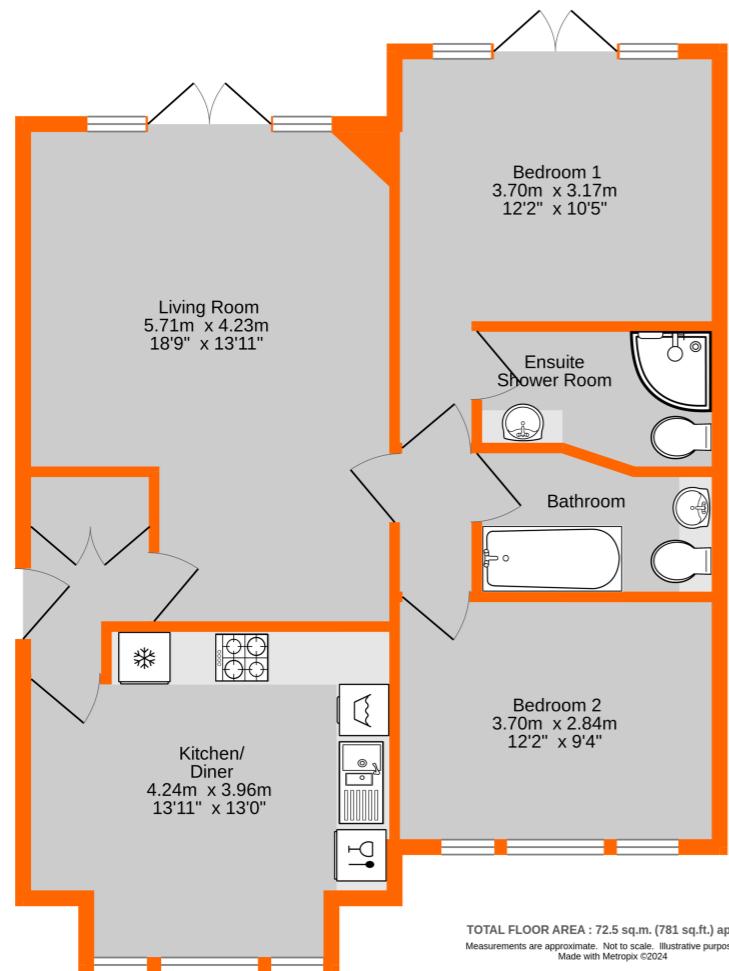 Bedroom 1
3.70m x 3.17m
12'2" x 10'5"
Living Room
5.71m x 4.23m
18'9" x 13'11"
Ensuite
Shower Room
Bathroom
Bedroom 2
3.70m x 2.84m
12'2" x 9'4"
Kitchen/
Diner
4.24m x 3.96m
13'11" x 13'0"
TOTAL FLOOR AREA : 72.5 sq.m. (781 sq.ft.) ap
Measurements are approximate. Not to scale. Illustrative purpos
Made with Metropix ©2024